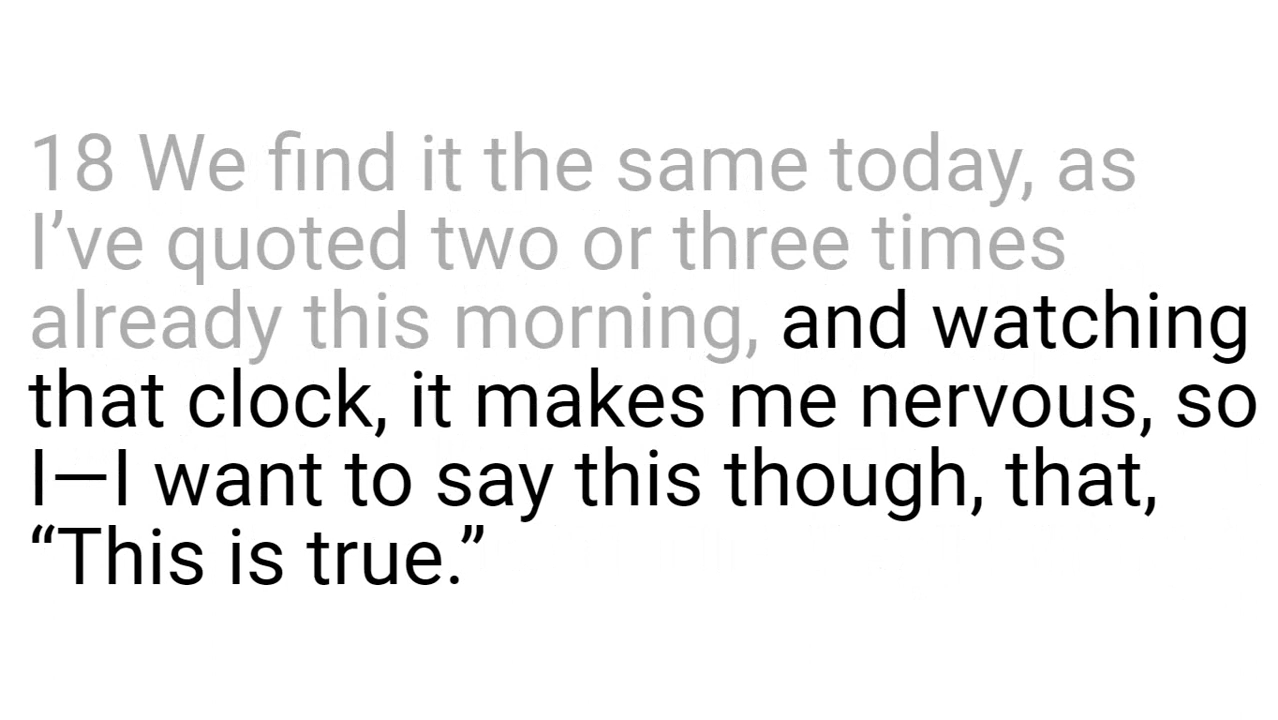 18 We find it the same today, as
I’ve quoted two or three times
already this morning, and watching
that clock, it makes me nervous, so
I—I want to say this though, that,
“This is true.”